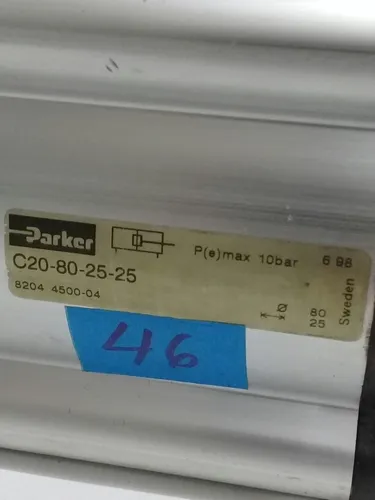 Parker
P(e)max 10bar 6 98
C20-80-25-25
8204 4500-04
Ø 80
25
Sweden
46